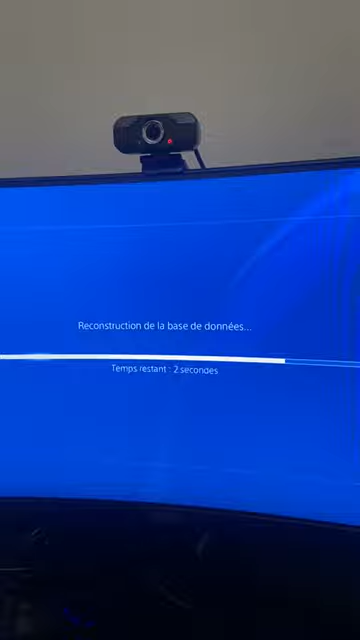 Reconstruction de la base de données...
Temps restant : 2 secondes